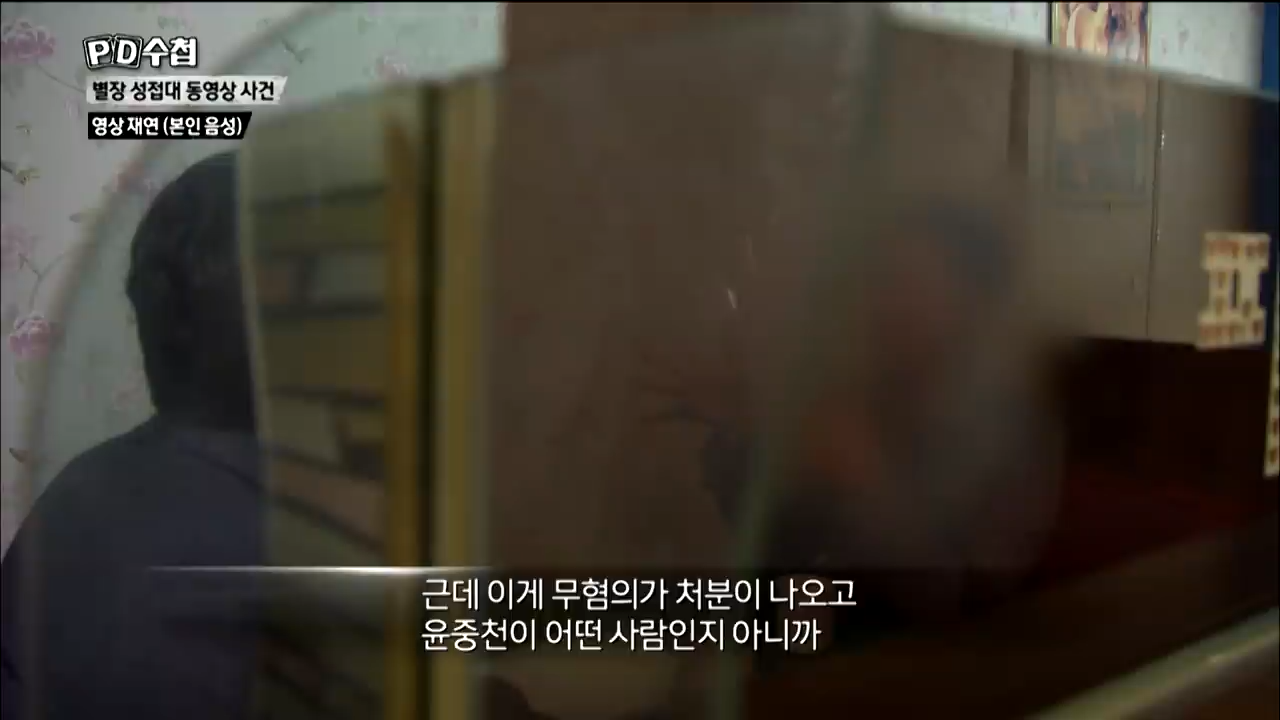 PD수첩
별장 성접대 동영상 사건
영상 재연 (본인 음성)
근데 이게 무혐의가 처분이 나오고
윤중천이 어떤 사람인지 아니까